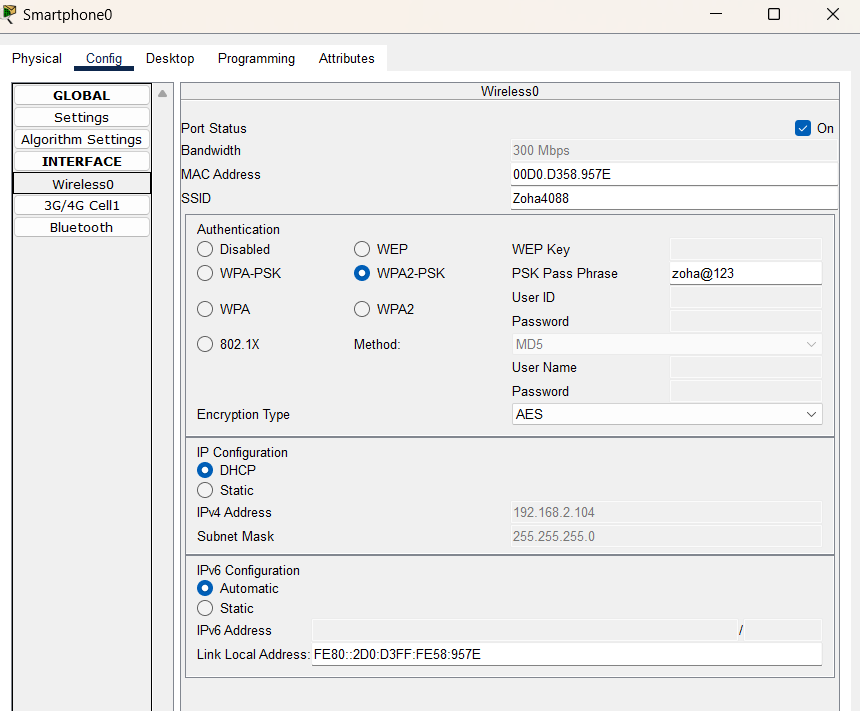 Smartphone0
Physical Config Desktop Programming Attributes
GLOBAL
Settings
Algorithm Settings
INTERFACE
Wireless0
3G/4G Cell1
Bluetooth
Wireless0
Port Status On
Bandwidth 300 Mbps
MAC Address 00D0.D358.957E
SSID Zoha4088
Authentication
Disabled WEP WEP Key
WPA-PSK WPA2-PSK PSK Pass Phrase zoha@123
User ID
WPA WPA2
Password
802.1X Method: MD5
User Name
Password
Encryption Type AES
IP Configuration
DHCP
Static
IPv4 Address 192.168.2.104
Subnet Mask 255.255.255.0
IPv6 Configuration
Automatic
Static
IPv6 Address /
Link Local Address: FE80::2D0:D3FF:FE58:957E